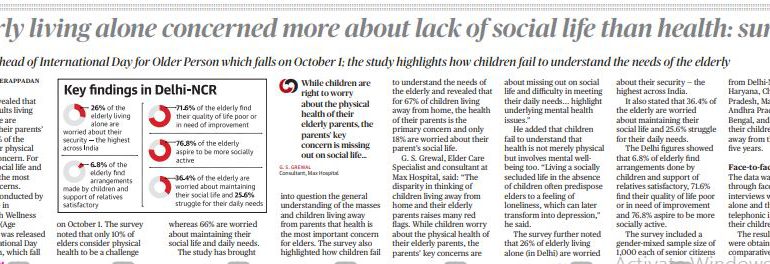 rly living alone concerned more about lack of social life than health: sur
head of International Day for Older Person which falls on October 1; the study highlights how children fail to understand the needs of the elderly
ERAPPADAN
vealed that
ults living
e are
heir parents'
% of the
r physical
oncern. For
ocial life and
the most
cerns.
onducted by
in
h Wellness
(Age
was released
ational Day
n, which fall
Key findings in Delhi-NCR
26% of the
elderly living
alone are
worried about their
security — the highest
across India
6.8% of the
elderly find
arrangements
made by children and
support of relatives
satisfactory
71.6% of the elderly find
their quality of life poor or
in need of improvement
76.8% of the elderly
aspire to be more socially
active
36.4% of the elderly are
worried about maintaining
their social life and 25.6%
struggle for their daily needs
on October 1. The survey
noted that only 10% of
elders consider physical
health to be a challenge
whereas 66% are worried
about maintaining their
social life and daily needs.
The study has brought
While children are
right to worry
about the physical
health of their
elderly parents, the
parents' key
concern is missing
out on social life...
G. S. GREWAL
Consultant, Max Hospital
into question the general
understanding of the masses
and children living away
from parents that health is
the most important concern
for elders. The survey also
highlighted how children fail
to understand the needs of
the elderly and revealed that
for 67% of children living
away from home, the health
of their parents is the
primary concern and only
18% are worried about their
parent's social life.
G. S. Grewal, Elder Care
Specialist and consultant at
Max Hospital, said: "The
disparity in thinking of
children living away from
home and their elderly
parents raises many red
flags. While children worry
about the physical health of
their elderly parents, the
parents' key concerns are
about missing out on social
life and difficulty in meeting
their daily needs... highlight
underlying mental health
issues."
He added that children
fail to understand that
health is not merely physical
but involves mental well-
being too. "Living a socially
secluded life in the absence
of children often predispose
elders to a feeling of
loneliness, which can later
transform into depression,"
he said.
The survey further noted
that 26% of elderly living
alone (in Delhi) are worried
about their security – the
highest across India.
It also stated that 36.4% of
the elderly are worried
about maintaining their
social life and 25.6% struggle
for their daily needs.
The Delhi figures showed
that 6.8% of elderly find
arrangements done by
children and support of
relatives satisfactory, 71.6%
find their quality of life poor
or in need of improvement
and 76.8% aspire to be more
socially active.
The survey included a
gender-mixed sample size of
1,000 each of senior citizens
from Delhi-N
Haryana, Ch
Pradesh, Ma
Andhra Prad
Bengal, and
their childre
away from t
five years.
Face-to-fac
The data wa
through face
interviews v
alone and th
telephonic i
their childre
The resul
were obtain
Activate Windows